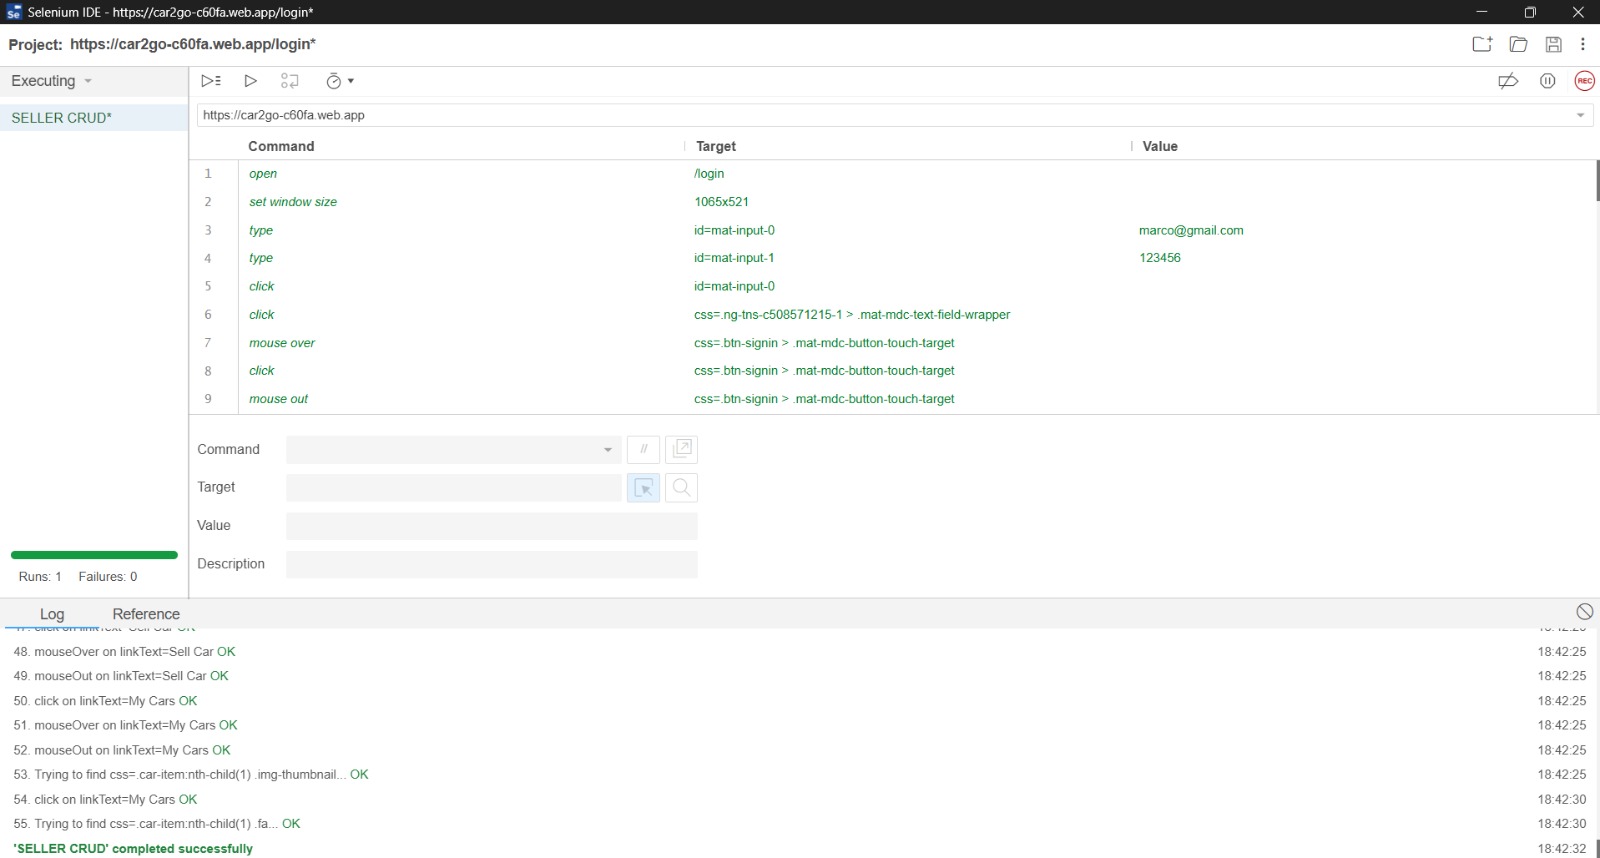 Selenium IDE - https://car2go-c60fa.web.app/login*
Project: https://car2go-c60fa.web.app/login*
Executing
REC
SELLER CRUD*
https://car2go-c60fa.web.app
Command Target Value
1 open /login
2 set window size 1065x521
3 type id=mat-input-0 marco@gmail.com
4 type id=mat-input-1 123456
5 click id=mat-input-0
6 click css=.ng-tns-c508571215-1 > .mat-mdc-text-field-wrapper
7 mouse over css=.btn-signin > .mat-mdc-button-touch-target
8 click css=.btn-signin > .mat-mdc-button-touch-target
9 mouse out css=.btn-signin > .mat-mdc-button-touch-target
Command //
Target
Value
Description
Runs: 1 Failures: 0
Log Reference
48. mouseOver on linkText=Sell Car OK 18:42:25
49. mouseOut on linkText=Sell Car OK 18:42:25
50. click on linkText=My Cars OK 18:42:25
51. mouseOver on linkText=My Cars OK 18:42:25
52. mouseOut on linkText=My Cars OK 18:42:25
53. Trying to find css=.car-item:nth-child(1) .img-thumbnail... OK 18:42:25
54. click on linkText=My Cars OK 18:42:30
55. Trying to find css=.car-item:nth-child(1) .fa... OK 18:42:30
'SELLER CRUD' completed successfully 18:42:32